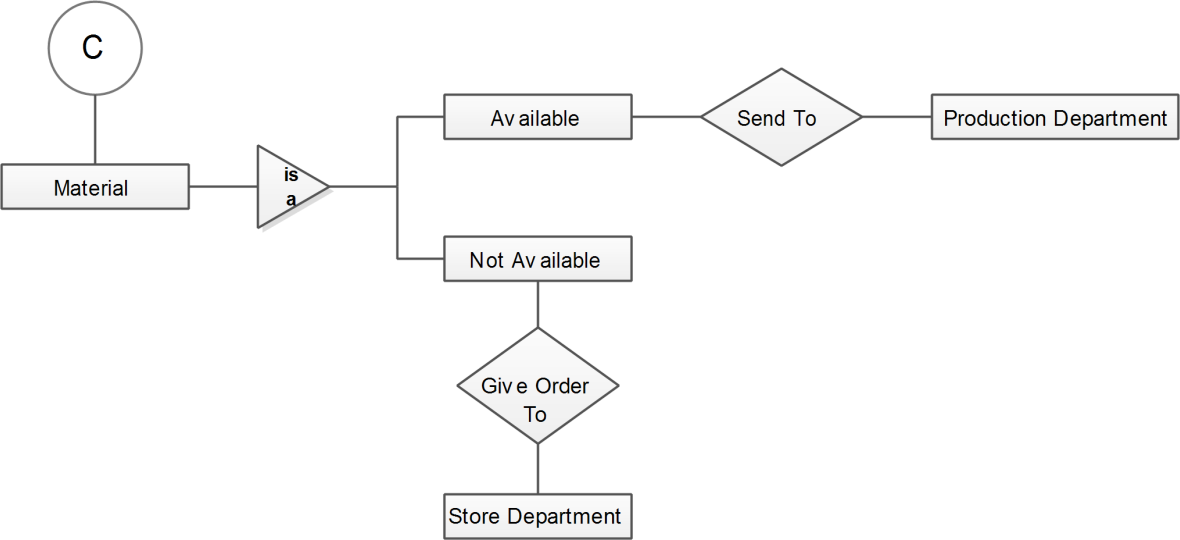 C
Material
is
a
Available
Send To
Production Department
Not Available
Give Order
To
Store Department